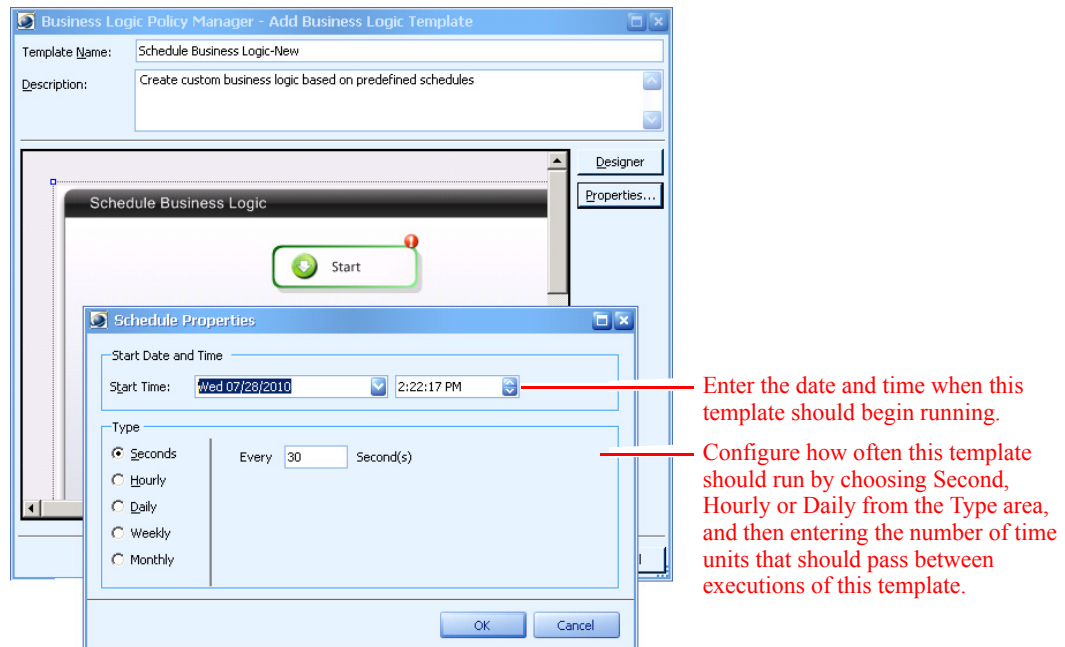 Business Logic Policy Manager - Add Business Logic Template
Template Name:
Schedule Business Logic-New
Description:
Create custom business logic based on predefined schedules
Designer
Properties...
Schedule Business Logic
Start
Schedule Properties
Start Date and Time
Start Time:
Wed 07/28/2010
2:22:17 PM
Enter the date and time when this
template should begin running.
Type
Seconds
Every
30
Second(s)
Hourly
Daily
Weekly
Monthly
Configure how often this template
should run by choosing Second,
Hourly or Daily from the Type area,
and then entering the number of time
units that should pass between
executions of this template.
OK
Cancel